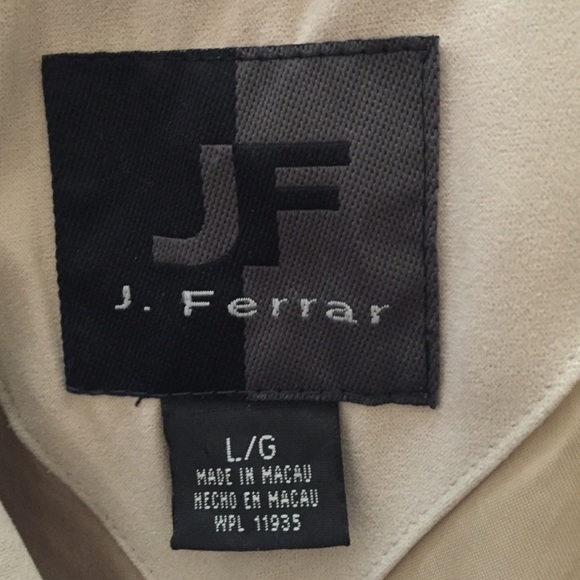 JF
J. Ferrar
L/G
MADE IN MACAU
HECHO EN MACAU
WPL 11935